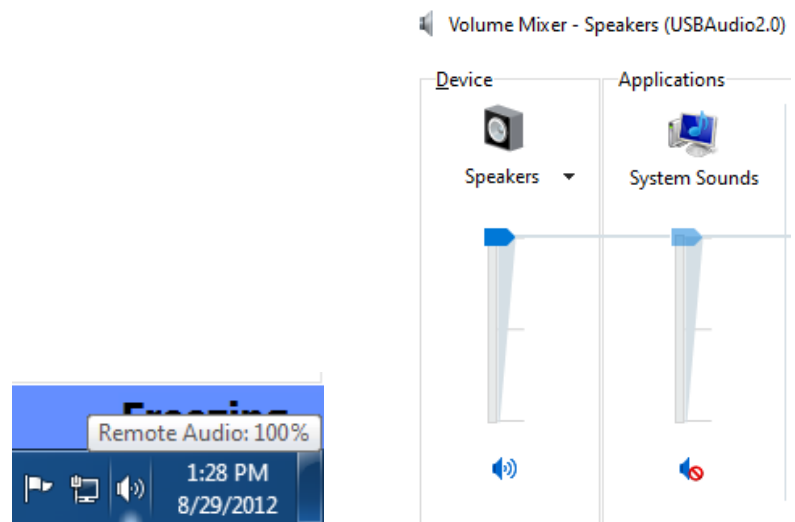 Volume Mixer - Speakers (USBAudio2.0)
Device
Applications
Speakers
System Sounds
Freezing
Remote Audio: 100%
1:28 PM
8/29/2012